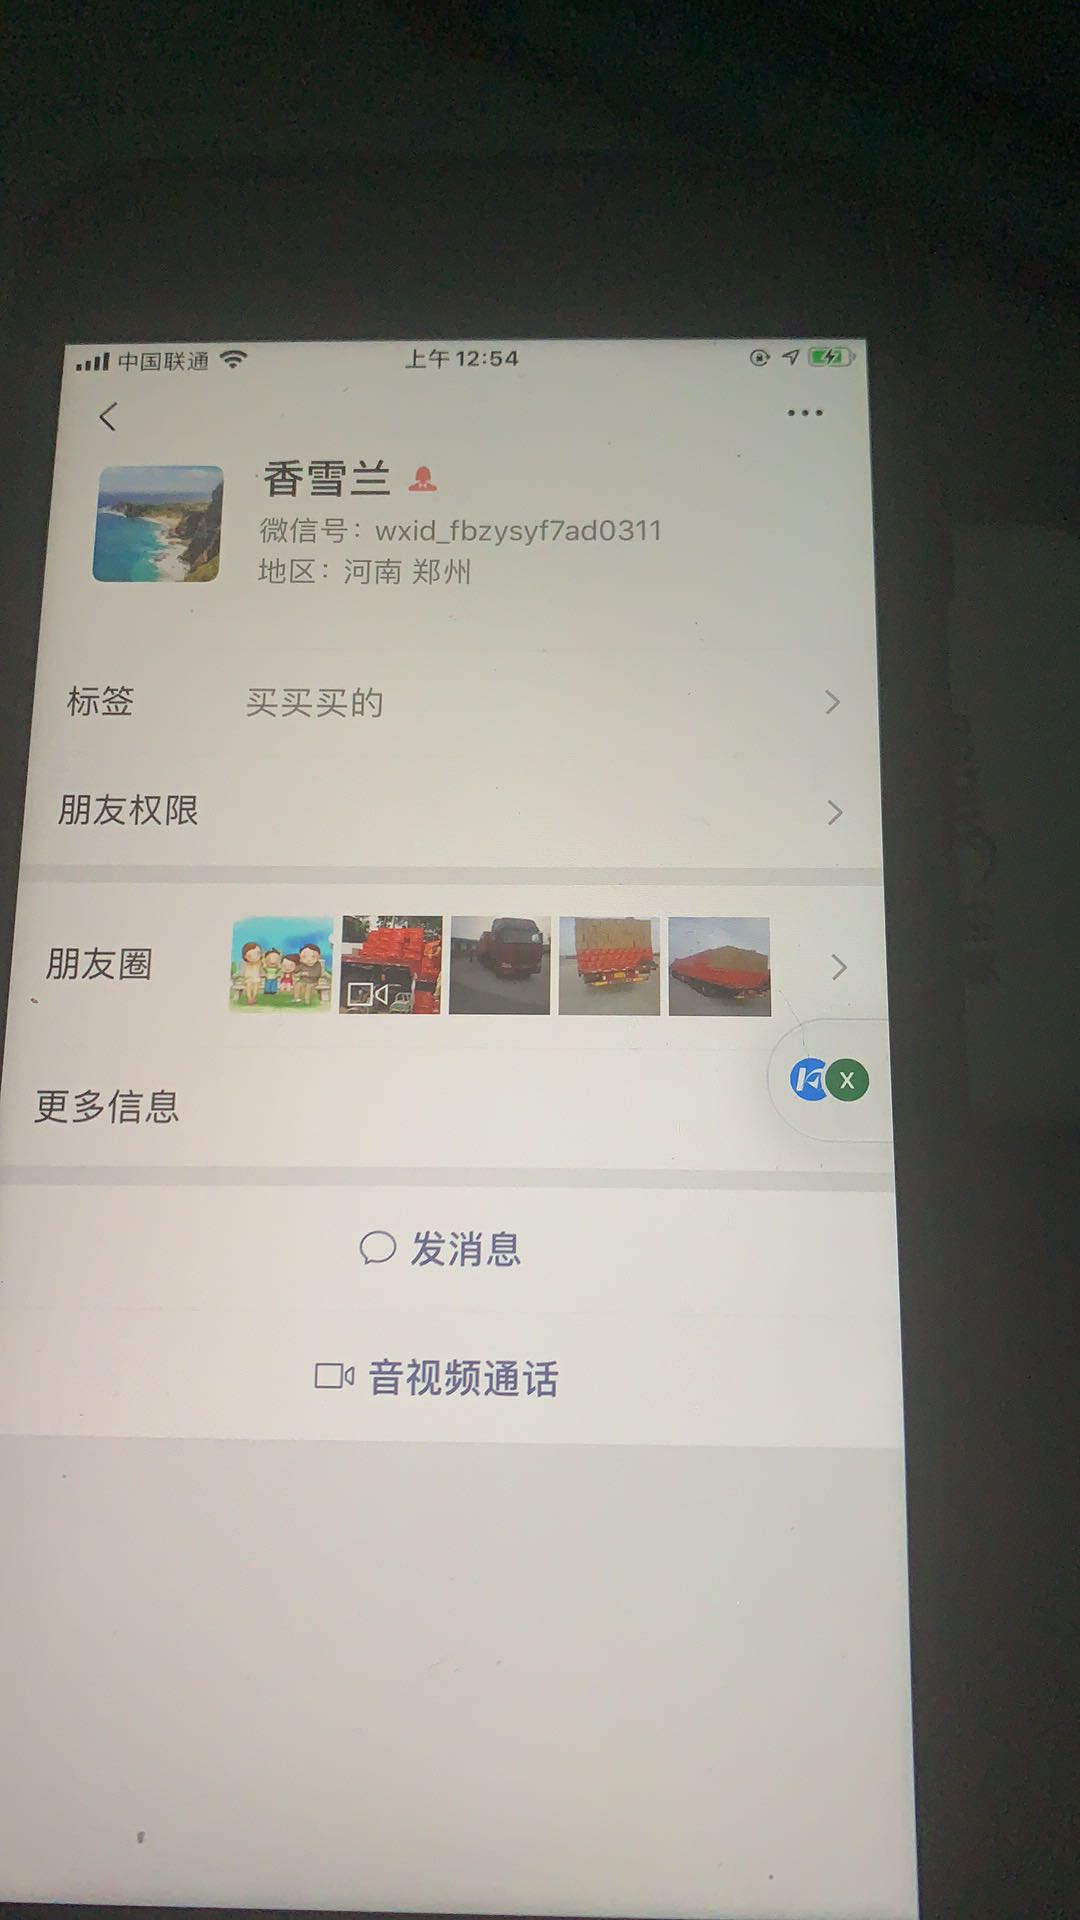 中国联通
上午12:54
香雪兰
微信号：wxid_fbzysyf7ad0311
地区：河南 郑州
标签 买买买的
朋友权限
朋友圈
X
更多信息
发消息
音视频通话